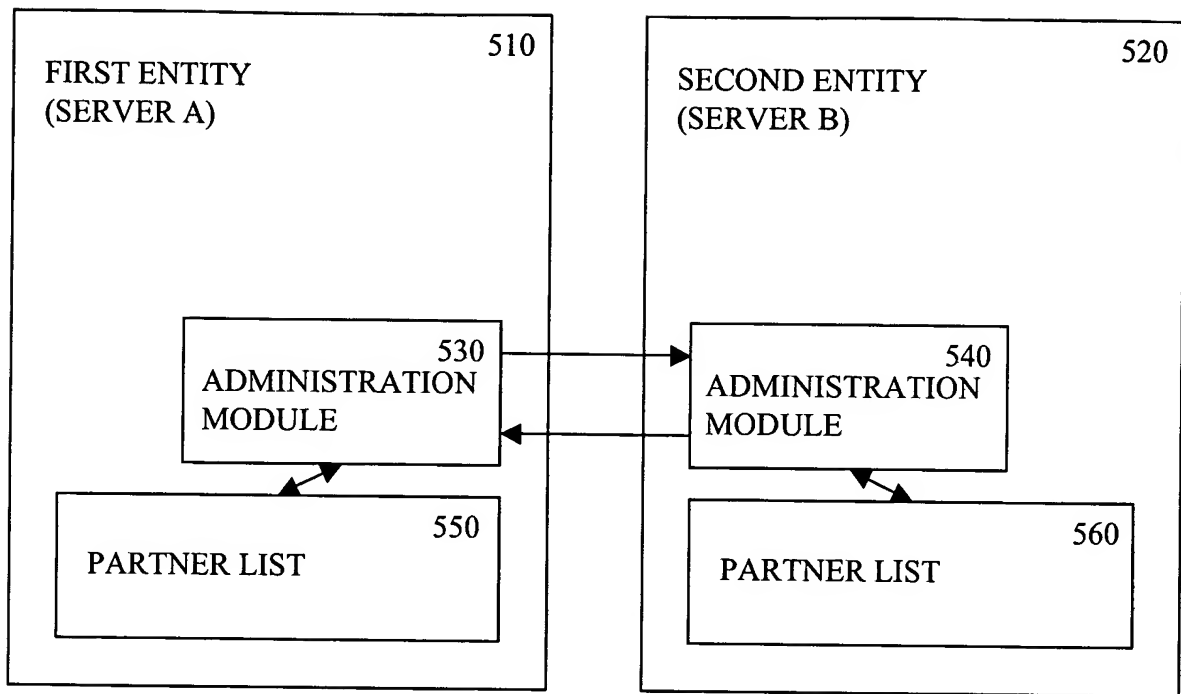 510
FIRST ENTITY
(SERVER A)
530
ADMINISTRATION
MODULE
550
PARTNER LIST
520
SECOND ENTITY
(SERVER B)
540
ADMINISTRATION
MODULE
560
PARTNER LIST